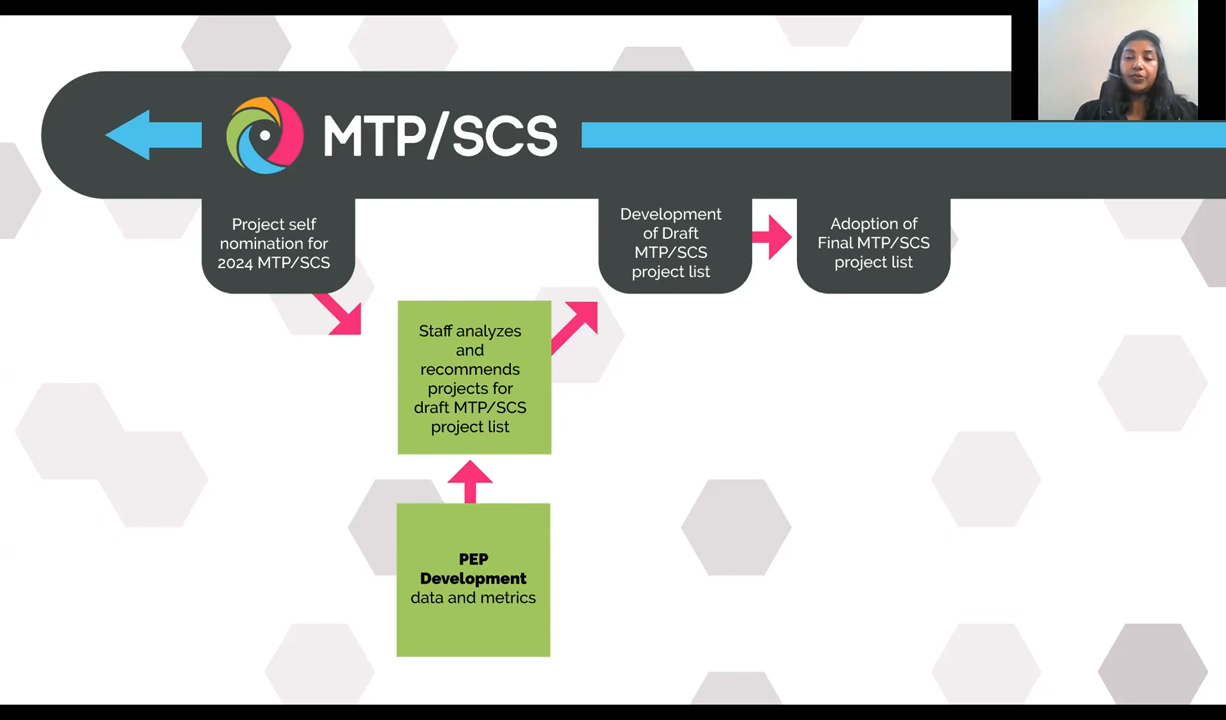 MTP/SCS
Project self
nomination for
2024 MTP/SCS
Development
of Draft
MTP/SCS
project list
Adoption of
Final MTP/SCS
project list
Staff analyzes
and
recommends
projects for
draft MTP/SCS
project list
PEP
Development
data and metrics